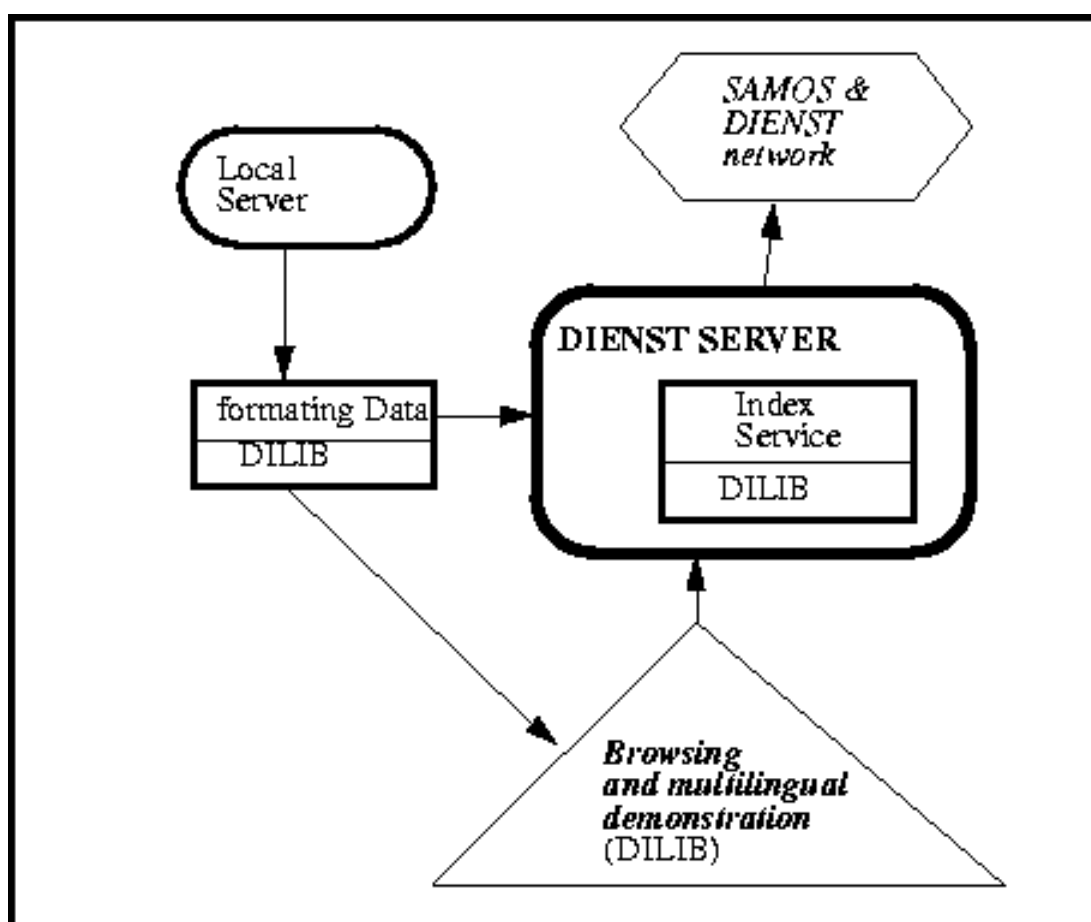 SAMOS &
DIENST
network
Local
Server
DIENST SERVER
formating Data
DILIB
Index
Service
DILIB
Browsing
and multilingual
demonstration
(DILIB)